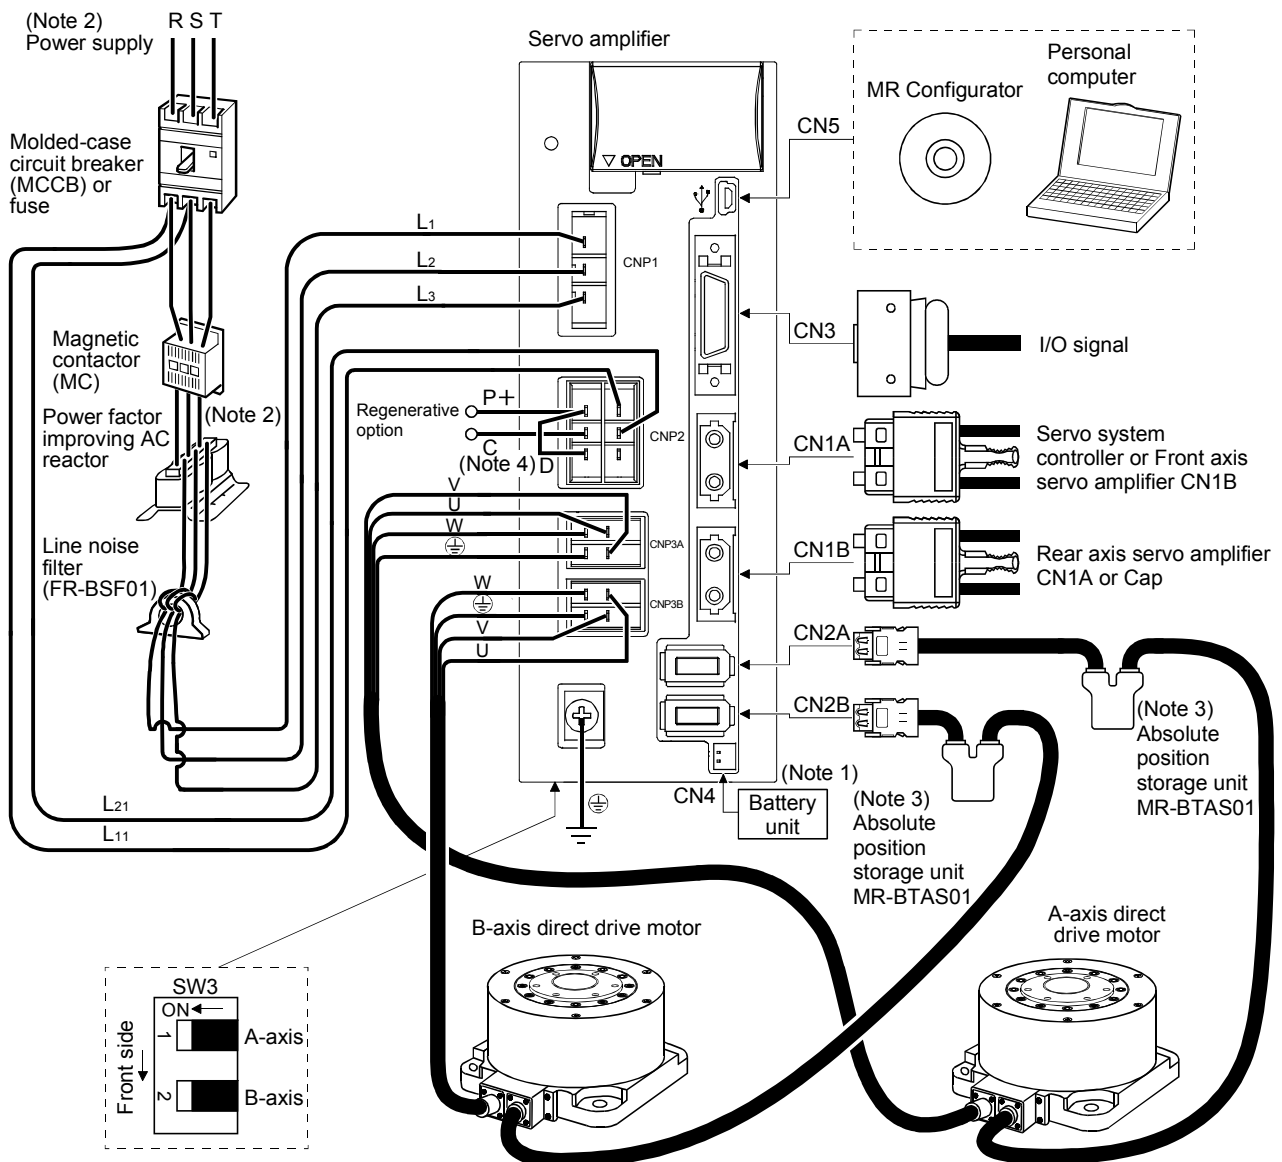 (Note 2)
Power supply
R S T
Servo amplifier
Personal
computer
MR Configurator
CN5
OPEN
Molded-case
circuit breaker
(MCCB) or
fuse
L1
L2
L3
CNP1
CN3
I/O signal
Magnetic
contactor
(MC)
Power factor
improving AC
reactor
(Note 2)
Regenerative
option
P+
C
(Note 4)
D
CNP2
CN1A
Servo system
controller or Front axis
servo amplifier CN1B
V
U
W
CNP3A
CN1B
Rear axis servo amplifier
CN1A or Cap
Line noise
filter
(FR-BSF01)
W
V
U
CNP3B
CN2A
CN2B
(Note 3)
Absolute
position
storage unit
MR-BTAS01
(Note 1)
CN4
Battery
unit
(Note 3)
Absolute
position
storage unit
MR-BTAS01
L21
L11
B-axis direct drive motor
A-axis direct
drive motor
SW3
ON
1
A-axis
2
B-axis
Front side